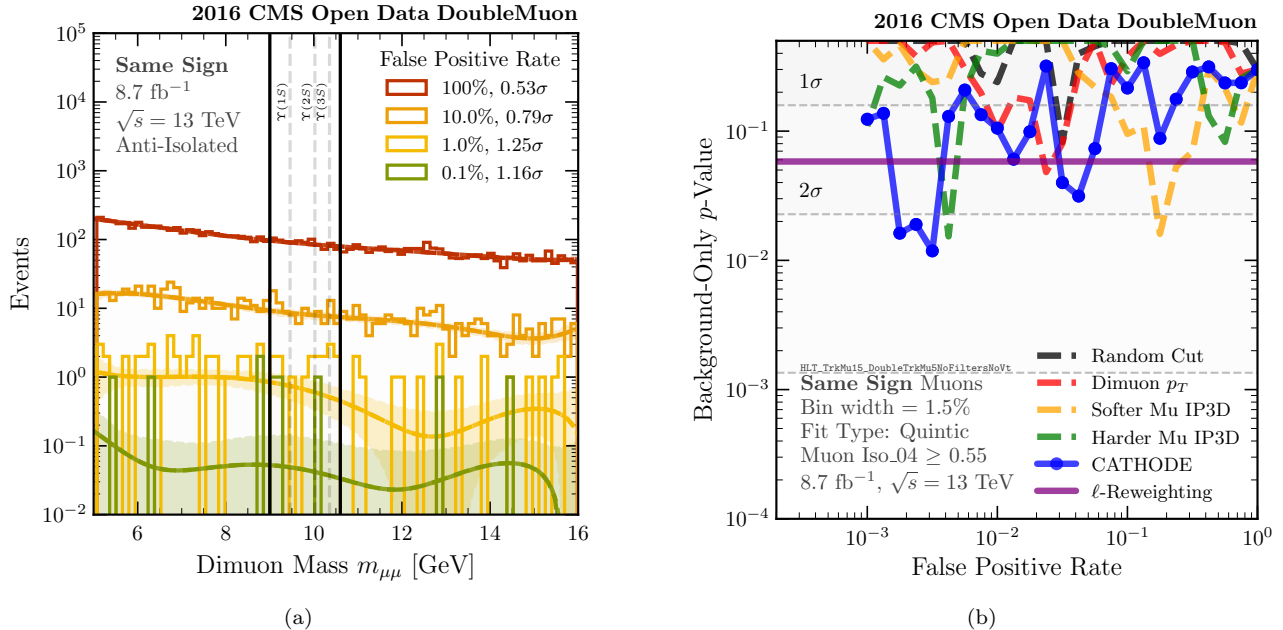 2016 CMS Open Data DoubleMuon
Same Sign
8.7 fb⁻¹
√s = 13 TeV
Anti-Isolated
False Positive Rate
100%, 0.53σ
10.0%, 0.79σ
1.0%, 1.25σ
0.1%, 1.16σ
Υ(1S)
Υ(2S)
Υ(3S)
10⁵
10⁴
10³
10²
10¹
10⁰
10⁻¹
10⁻²
Events
6 8 10 12 14 16
Dimuon Mass m_μμ [GeV]
(a)
2016 CMS Open Data DoubleMuon
1σ
2σ
10⁻¹
10⁻²
10⁻³
10⁻⁴
Background-Only p-Value
HLT_TrkMu15_DoubleTrkMu5NoFiltersNoVt
Same Sign Muons
Bin width = 1.5%
Fit Type: Quintic
Muon Iso_04 ≥ 0.55
8.7 fb⁻¹, √s = 13 TeV
Random Cut
Dimuon p_T
Softer Mu IP3D
Harder Mu IP3D
CATHODE
ℓ-Reweighting
10⁻³ 10⁻² 10⁻¹ 10⁰
False Positive Rate
(b)